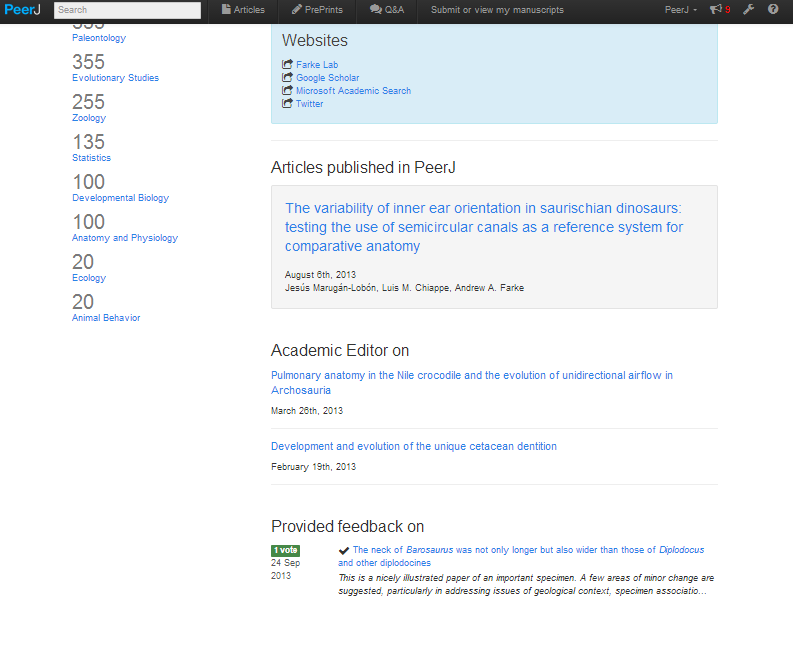 PeerJ Search Articles PrePrints Q&A Submit or view my manuscripts PeerJ 9
Paleontology
355
Evolutionary Studies
255
Zoology
135
Statistics
100
Developmental Biology
100
Anatomy and Physiology
20
Ecology
20
Animal Behavior
Websites
Farke Lab
Google Scholar
Microsoft Academic Search
Twitter
Articles published in PeerJ
The variability of inner ear orientation in saurischian dinosaurs:
testing the use of semicircular canals as a reference system for
comparative anatomy
August 6th, 2013
Jesús Marugán-Lobón, Luis M. Chiappe, Andrew A. Farke
Academic Editor on
Pulmonary anatomy in the Nile crocodile and the evolution of unidirectional airflow in
Archosauria
March 26th, 2013
Development and evolution of the unique cetacean dentition
February 19th, 2013
Provided feedback on
1 vote
24 Sep
2013
The neck of Barosaurus was not only longer but also wider than those of Diplodocus
and other diplodocines
This is a nicely illustrated paper of an important specimen. A few areas of minor change are
suggested, particularly in addressing issues of geological context, specimen associatio...